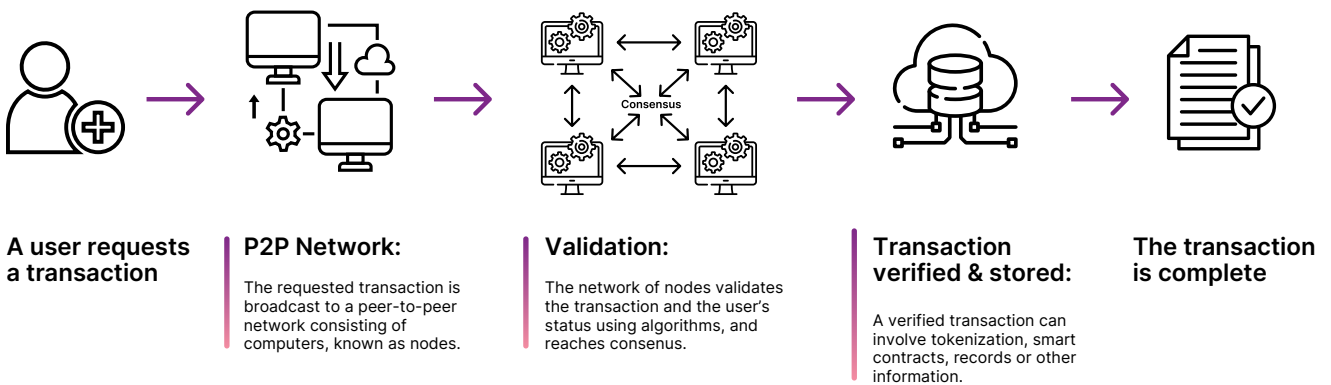 Consensus
A user requests
a transaction
P2P Network:
The requested transaction is
broadcast to a peer-to-peer
network consisting of
computers, known as nodes.
Validation:
The network of nodes validates
the transaction and the user’s
status using algorithms, and
reaches consenus.
Transaction
verified & stored:
A verified transaction can
involve tokenization, smart
contracts, records or other
information.
The transaction
is complete